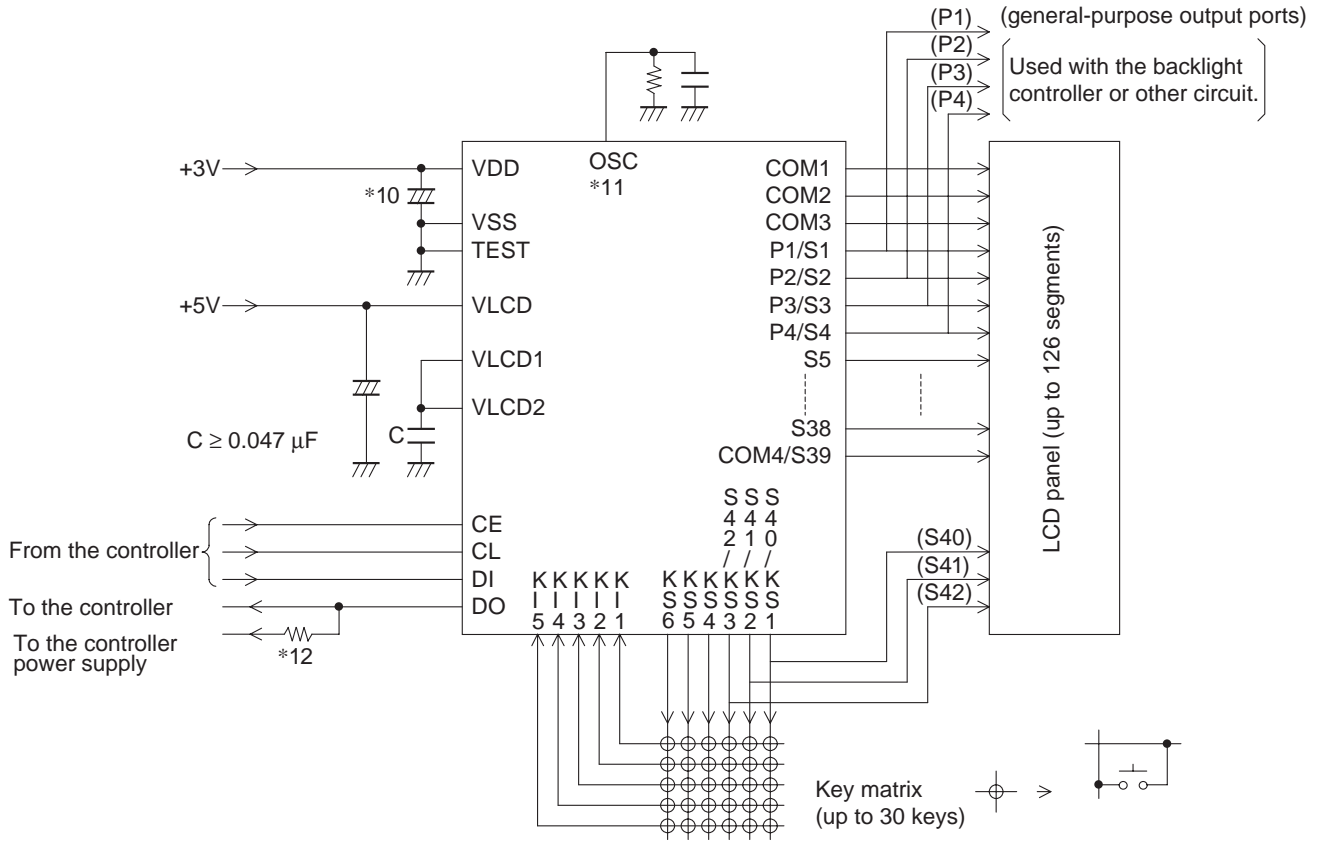 (P1) (general-purpose output ports)
(P2)
(P3)
(P4)
Used with the backlight
controller or other circuit.
+3V
*10
VDD
VSS
TEST
OSC
*11
COM1
COM2
COM3
P1/S1
P2/S2
P3/S3
P4/S4
S5
S38
COM4/S39
+5V
VLCD
VLCD1
VLCD2
C
C ≥ 0.047 μF
LCD panel (up to 126 segments)
From the controller
CE
CL
DI
DO
To the controller
To the controller
power supply
*12
KI5
KI4
KI3
KI2
KI1
KS6
KS5
KS4
S42/KS3
S41/KS2
S40/KS1
(S40)
(S41)
(S42)
Key matrix
(up to 30 keys)